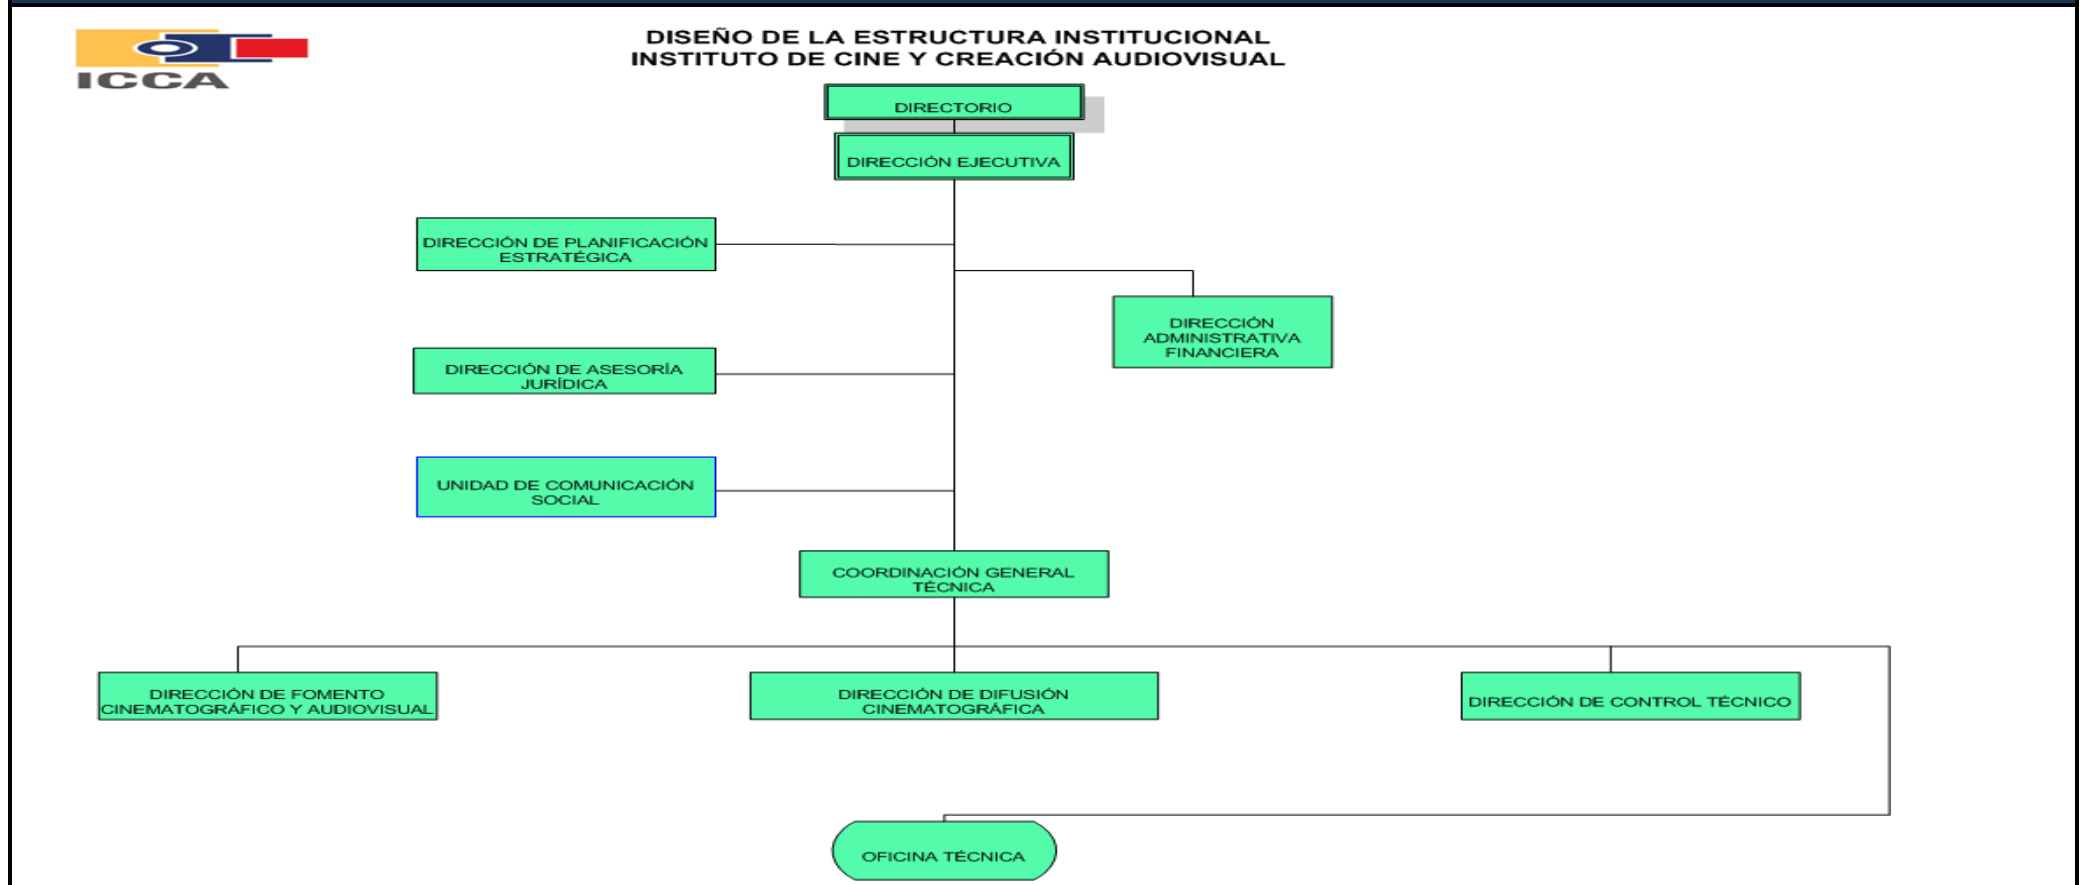 ICCA
DISEÑO DE LA ESTRUCTURA INSTITUCIONAL
INSTITUTO DE CINE Y CREACIÓN AUDIOVISUAL
DIRECTORIO
DIRECCIÓN EJECUTIVA
DIRECCIÓN DE PLANIFICACIÓN
ESTRATÉGICA
DIRECCIÓN
ADMINISTRATIVA
FINANCIERA
DIRECCIÓN DE ASESORÍA
JURÍDICA
UNIDAD DE COMUNICACIÓN
SOCIAL
COORDINACIÓN GENERAL
TÉCNICA
DIRECCIÓN DE FOMENTO
CINEMATOGRÁFICO Y AUDIOVISUAL
DIRECCIÓN DE DIFUSIÓN
CINEMATOGRÁFICA
DIRECCIÓN DE CONTROL TÉCNICO
OFICINA TÉCNICA